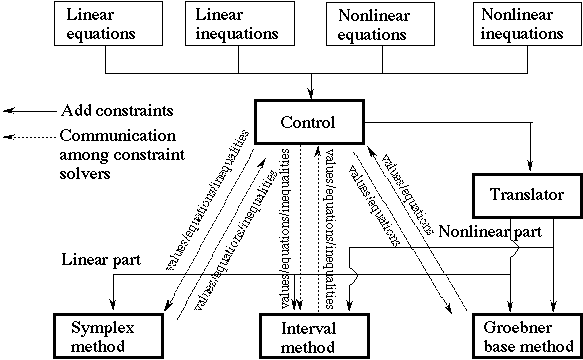 Linear
equations
Linear
inequations
Nonlinear
equations
Nonlinear
inequations
Add constraints
Communication
among constraint
solvers
Control
Translator
values/equations/inequalities
values/equations/inequalities
values/equations/inequalities
values/equations/inequalities
values/equations
values/equations
Nonlinear part
Linear part
Symplex
method
Interval
method
Groebner
base method